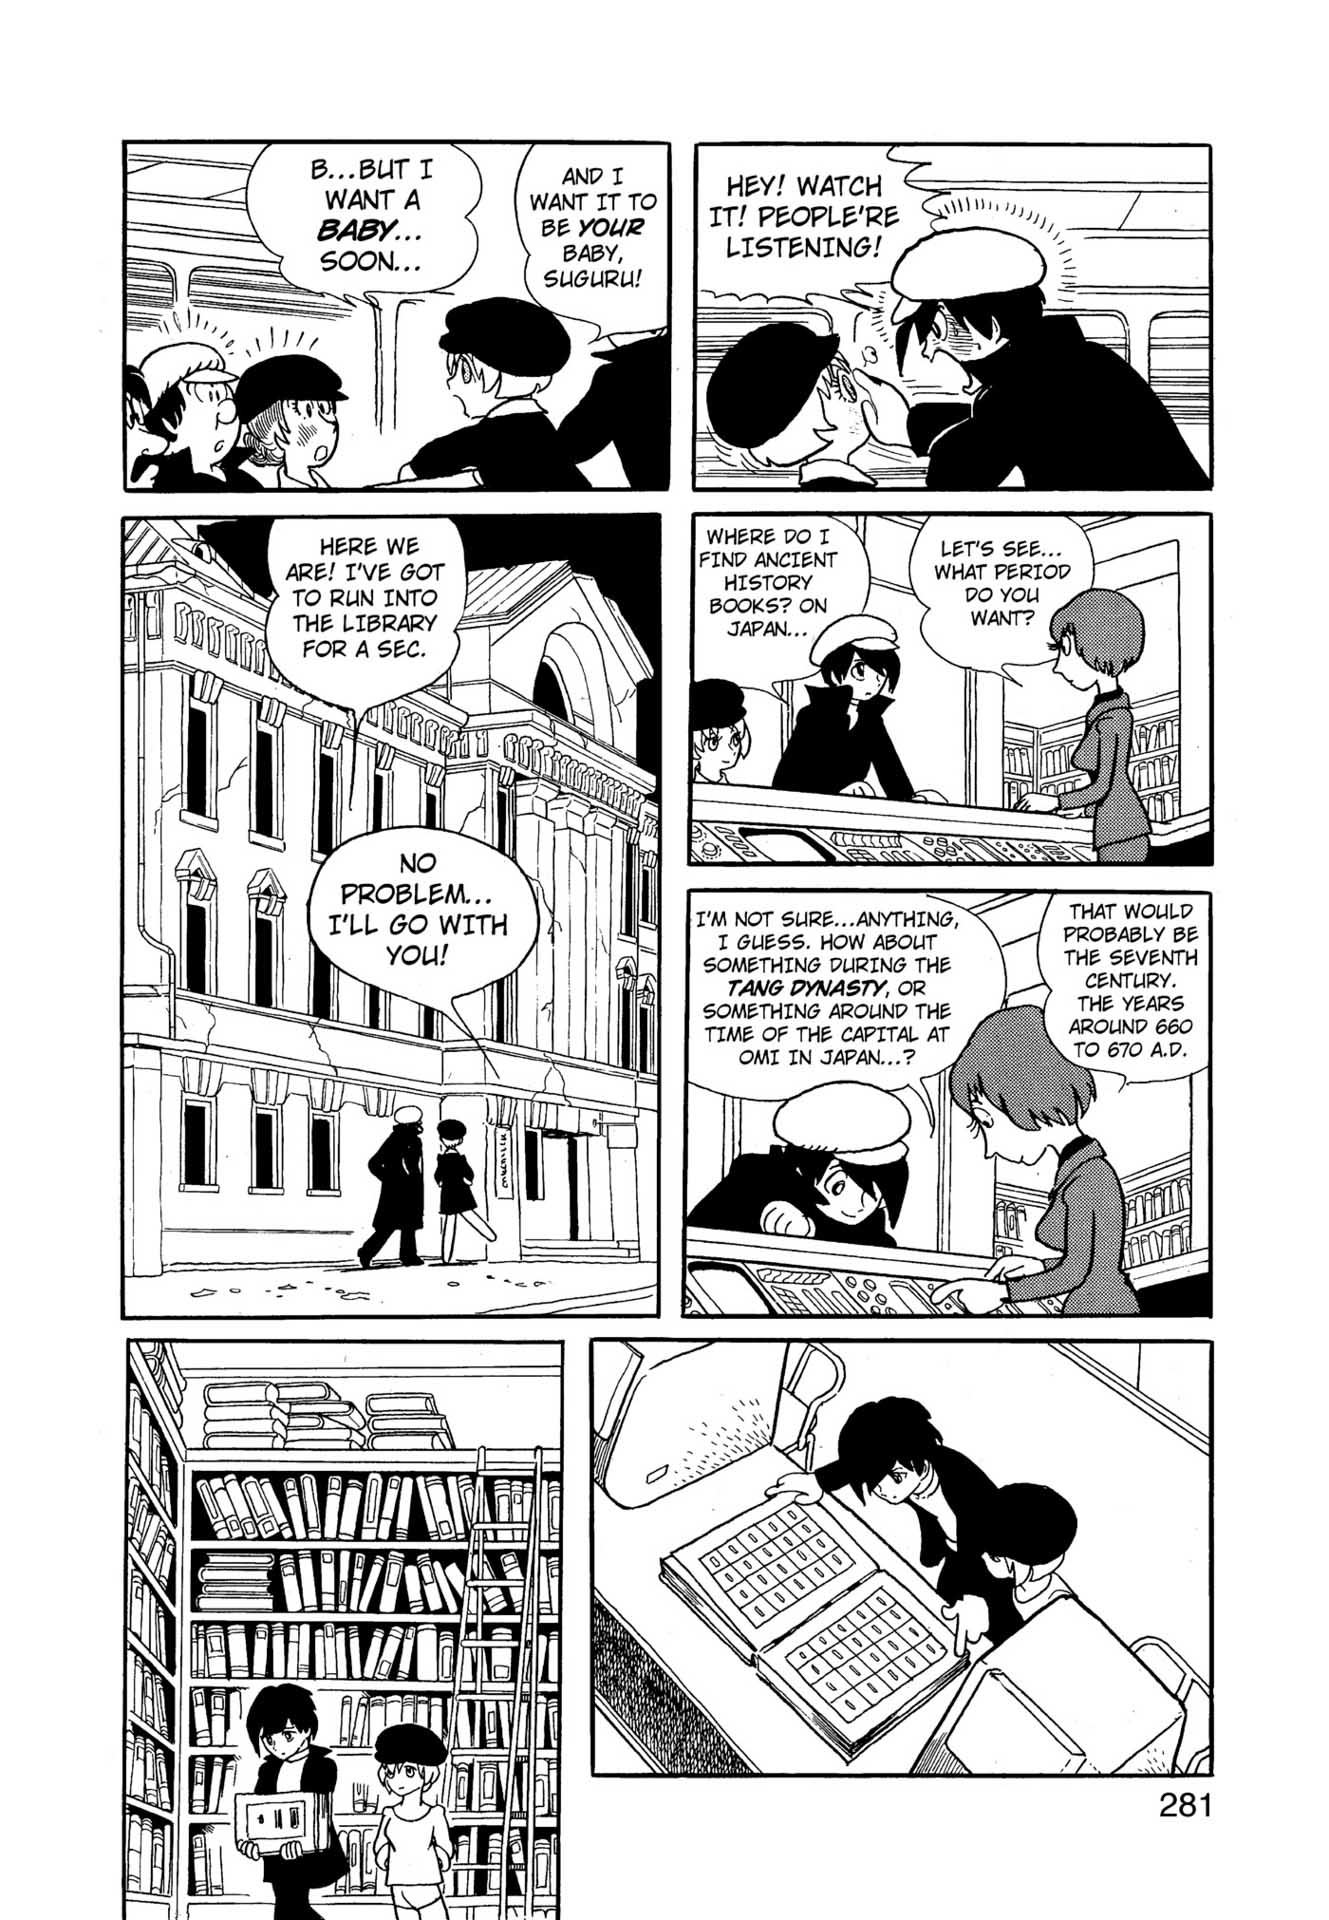 B...BUT I
WANT A
BABY...
SOON...
AND I
WANT IT TO
BE YOUR
BABY,
SUGURU!
HEY! WATCH
IT! PEOPLE'RE
LISTENING!
HERE WE
ARE! I'VE GOT
TO RUN INTO
THE LIBRARY
FOR A SEC.
NO
PROBLEM...
I'LL GO WITH
YOU!
WHERE DO I
FIND ANCIENT
HISTORY
BOOKS? ON
JAPAN...
LET'S SEE...
WHAT PERIOD
DO YOU
WANT?
I'M NOT SURE...ANYTHING,
I GUESS. HOW ABOUT
SOMETHING DURING THE
TANG DYNASTY, OR
SOMETHING AROUND THE
TIME OF THE CAPITAL AT
OMI IN JAPAN...?
THAT WOULD
PROBABLY BE
THE SEVENTH
CENTURY.
THE YEARS
AROUND 660
TO 670 A.D.
281